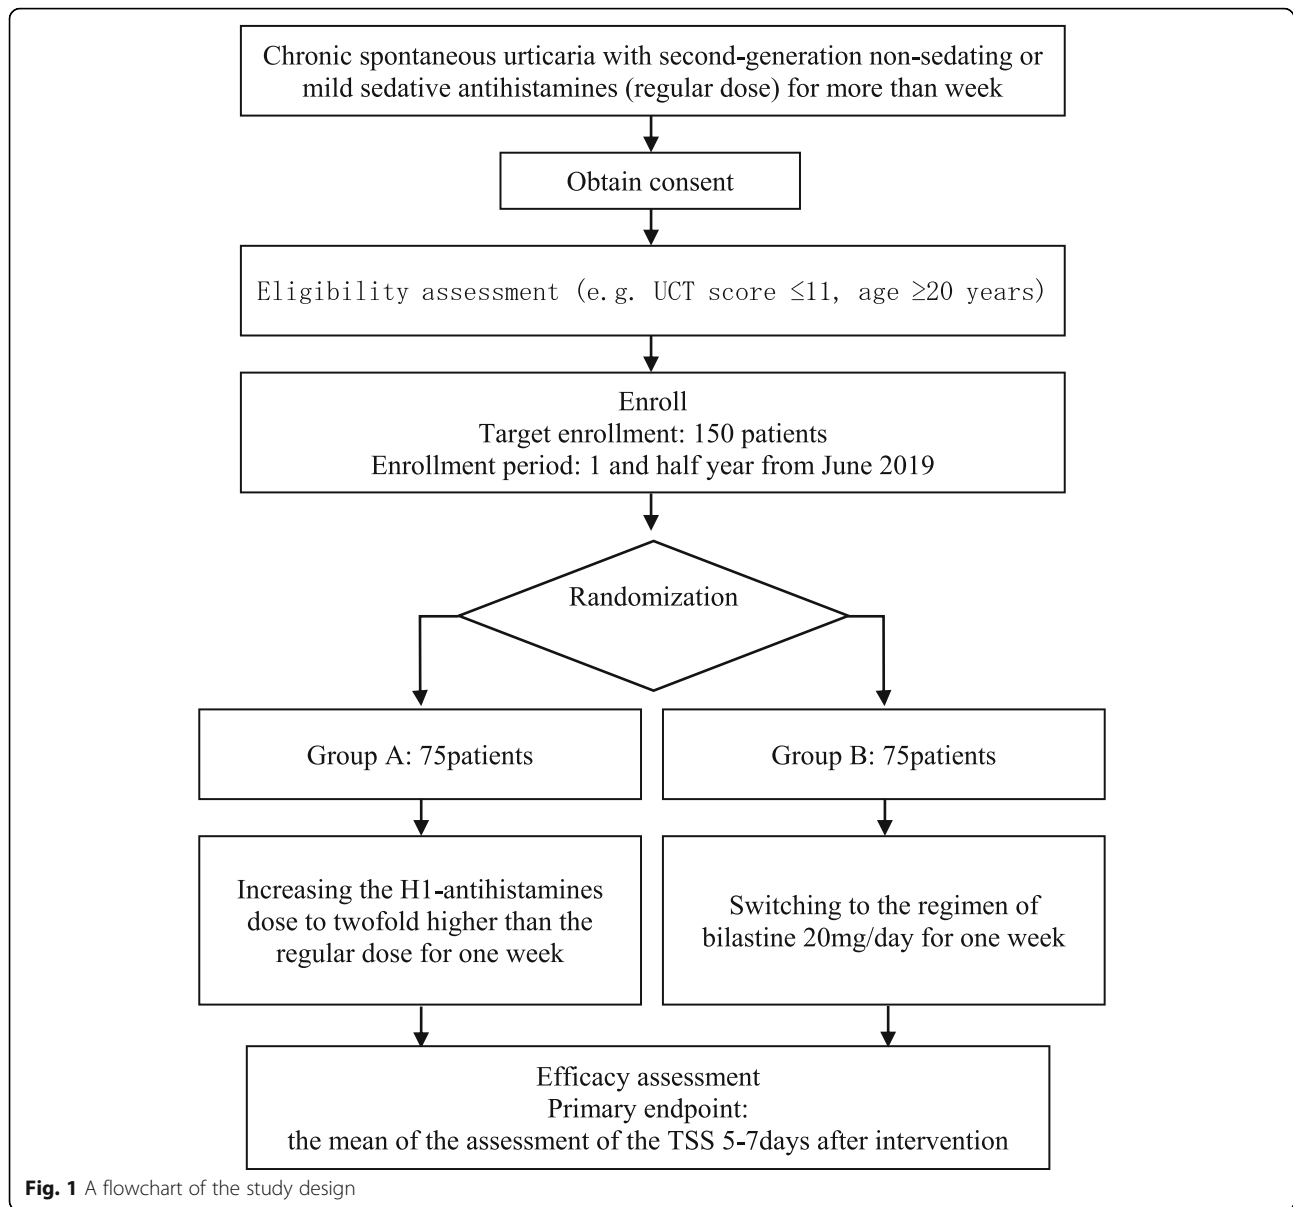 Chronic spontaneous urticaria with second-generation non-sedating or
mild sedative antihistamines (regular dose) for more than week
Obtain consent
Eligibility assessment (e.g. UCT score ≤11, age ≥20 years)
Enroll
Target enrollment: 150 patients
Enrollment period: 1 and half year from June 2019
Randomization
Group A: 75patients
Group B: 75patients
Increasing the H1-antihistamines
dose to twofold higher than the
regular dose for one week
Switching to the regimen of
bilastine 20mg/day for one week
Efficacy assessment
Primary endpoint:
the mean of the assessment of the TSS 5-7days after intervention
Fig. 1 A flowchart of the study design